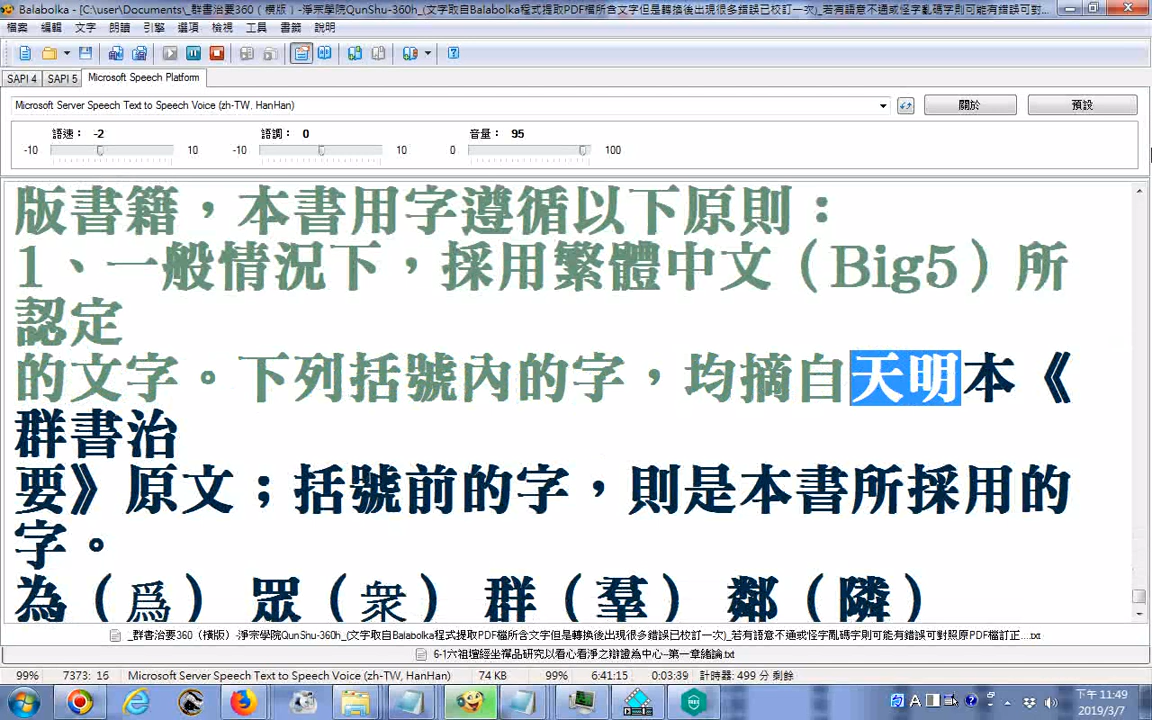 Balabolka - [C:\user\Documents\_群書治要360（橫版）-淨宗學院QunShu-360h_(文字取自Balabolka程式提取PDF檔所含文字但是轉換後出現很多錯誤已校訂一次)_若有語意不通或怪字亂碼字則可能有錯誤可對...
檔案 編輯 文字 朗讀 引擎 選項 檢視 工具 書籤 說明
SAPI 4 SAPI 5 Microsoft Speech Platform
Microsoft Server Speech Text to Speech Voice (zh-TW, HanHan) 關於 預設
語速： -2 語調： 0 音量： 95
-10 10 -10 10 0 100
版書籍，本書用字遵循以下原則：
1、一般情況下，採用繁體中文（Big5）所
認定
的文字。下列括號內的字，均摘自天明本《
群書治
要》原文；括號前的字，則是本書所採用的
字。
為（爲） 眾（衆） 群（羣） 鄰（隣）
_群書治要360（橫版）-淨宗學院QunShu-360h_(文字取自Balabolka程式提取PDF檔所含文字但是轉換後出現很多錯誤已校訂一次)_若有語意不通或怪字亂碼字則可能有錯誤可對照原PDF檔訂正....txt
6-1六祖壇經坐禪品研究以看心看淨之辯證為中心--第一章緒論.txt
99% 7373: 16 Microsoft Server Speech Text to Speech Voice (zh-TW, HanHan) 74 KB 99% 6:41:15 0:03:39 計時器: 499 分 剩餘
下午 11:49
2019/3/7